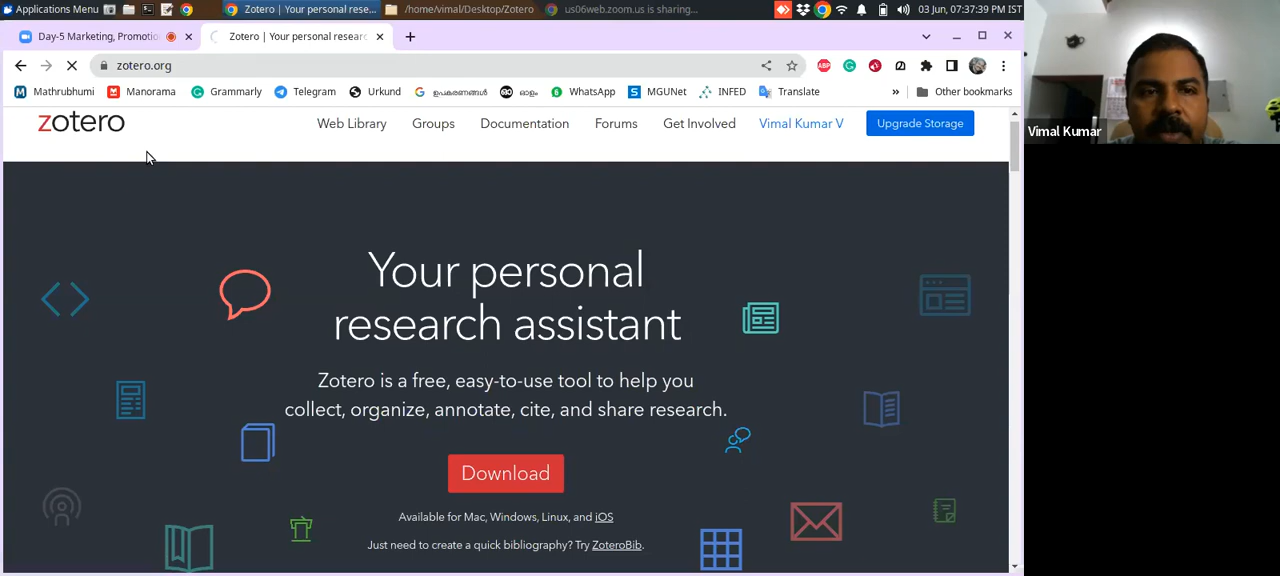 Applications Menu
Zotero | Your personal rese...
/home/vimal/Desktop/Zotero
us06web.zoom.us is sharing...
03 Jun, 07:37:39 PM IST
Day-5 Marketing, Promotio
Zotero | Your personal researc
zotero.org
Mathrubhumi
Manorama
Grammarly
Telegram
Urkund
ഉപകരണങ്ങൾ
ഓളം
WhatsApp
MGUNet
INFED
Translate
»
Other bookmarks
zotero
Web Library
Groups
Documentation
Forums
Get Involved
Vimal Kumar V
Upgrade Storage
Your personal
research assistant
Zotero is a free, easy-to-use tool to help you
collect, organize, annotate, cite, and share research.
Download
Available for Mac, Windows, Linux, and iOS
Just need to create a quick bibliography? Try ZoteroBib.
Vimal Kumar